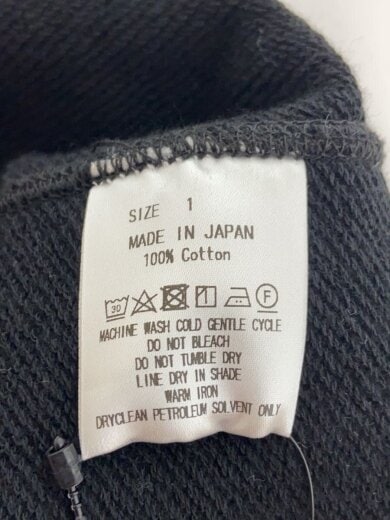 SIZE 1
MADE IN JAPAN
100% Cotton
30 F
MACHINE WASH COLD GENTLE CYCLE
DO NOT BLEACH
DO NOT TUMBLE DRY
LINE DRY IN SHADE
WARM IRON
DRYCLEAN PETROLEUM SOLVENT ONLY